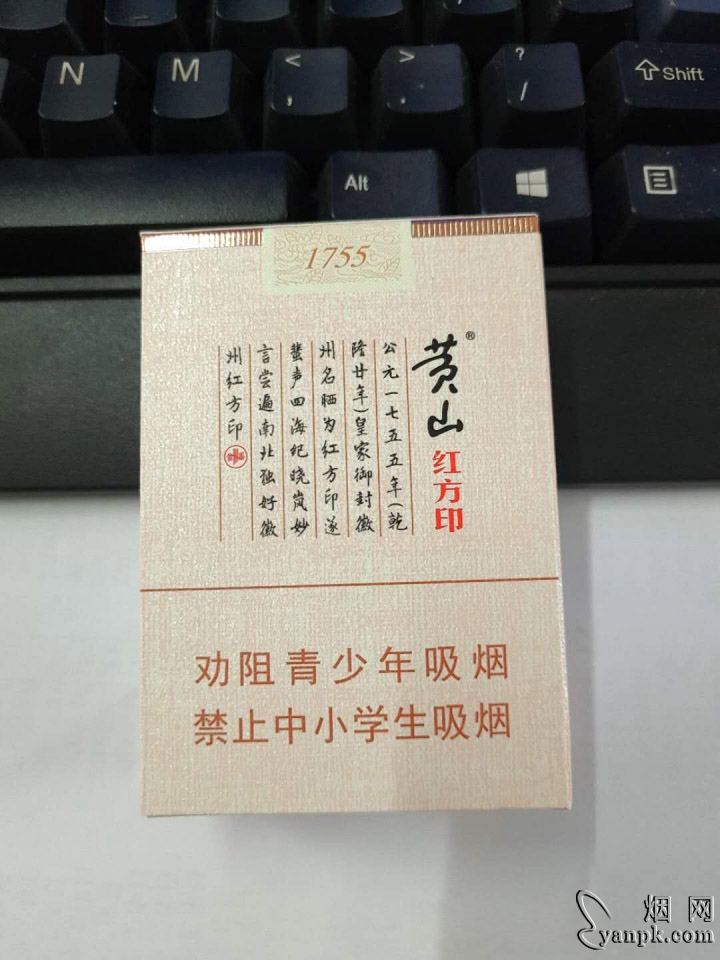 N
M
<
,
>
.
?
/
Shift
Alt
1755
黄山®
红方印
公元一七五五年(乾
隆廿年)皇家御封徽
州名晒为红方印遂
蜚声四海纪晓岚妙
言尝遍南北独好徽
州红方印
劝阻青少年吸烟
禁止中小学生吸烟
烟网
yanpk.com